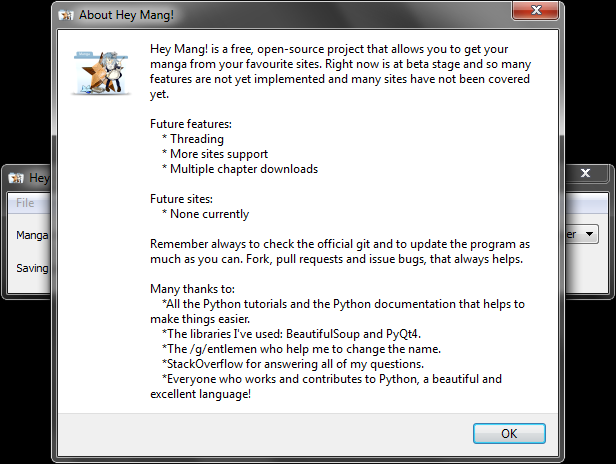 About Hey Mang!
Hey Mang! is a free, open-source project that allows you to get your
manga from your favourite sites. Right now is at beta stage and so many
features are not yet implemented and many sites have not been covered
yet.
Future features:
* Threading
* More sites support
* Multiple chapter downloads
Future sites:
* None currently
Remember always to check the official git and to update the program as
much as you can. Fork, pull requests and issue bugs, that always helps.
Many thanks to:
*All the Python tutorials and the Python documentation that helps to
make things easier.
*The libraries I've used: BeautifulSoup and PyQt4.
*The /g/entlemen who help me to change the name.
*StackOverflow for answering all of my questions.
*Everyone who works and contributes to Python, a beautiful and
excellent language!
OK
Hey
File
Manga
er
Saving